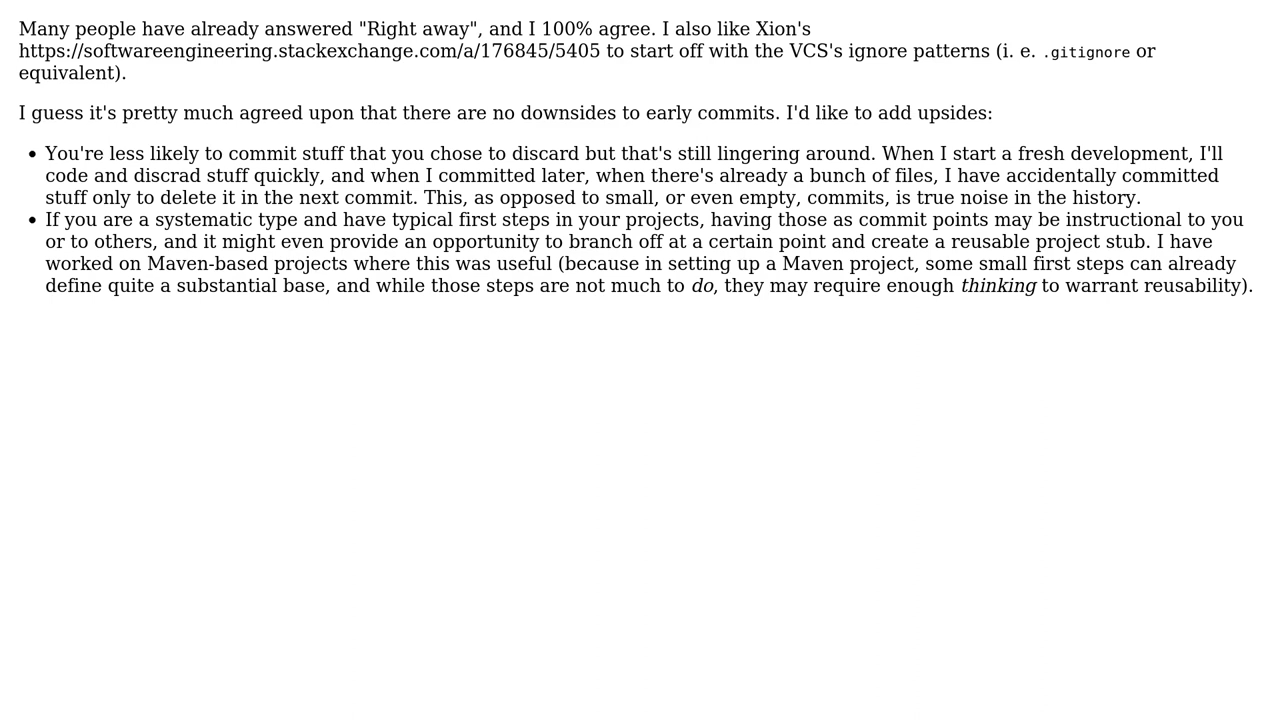 Many people have already answered "Right away", and I 100% agree. I also like Xion's
https://softwareengineering.stackexchange.com/a/176845/5405 to start off with the VCS's ignore patterns (i. e. .gitignore or
equivalent).
I guess it's pretty much agreed upon that there are no downsides to early commits. I'd like to add upsides:
• You're less likely to commit stuff that you chose to discard but that's still lingering around. When I start a fresh development, I'll
code and discrad stuff quickly, and when I committed later, when there's already a bunch of files, I have accidentally committed
stuff only to delete it in the next commit. This, as opposed to small, or even empty, commits, is true noise in the history.
• If you are a systematic type and have typical first steps in your projects, having those as commit points may be instructional to you
or to others, and it might even provide an opportunity to branch off at a certain point and create a reusable project stub. I have
worked on Maven-based projects where this was useful (because in setting up a Maven project, some small first steps can already
define quite a substantial base, and while those steps are not much to do, they may require enough thinking to warrant reusability).